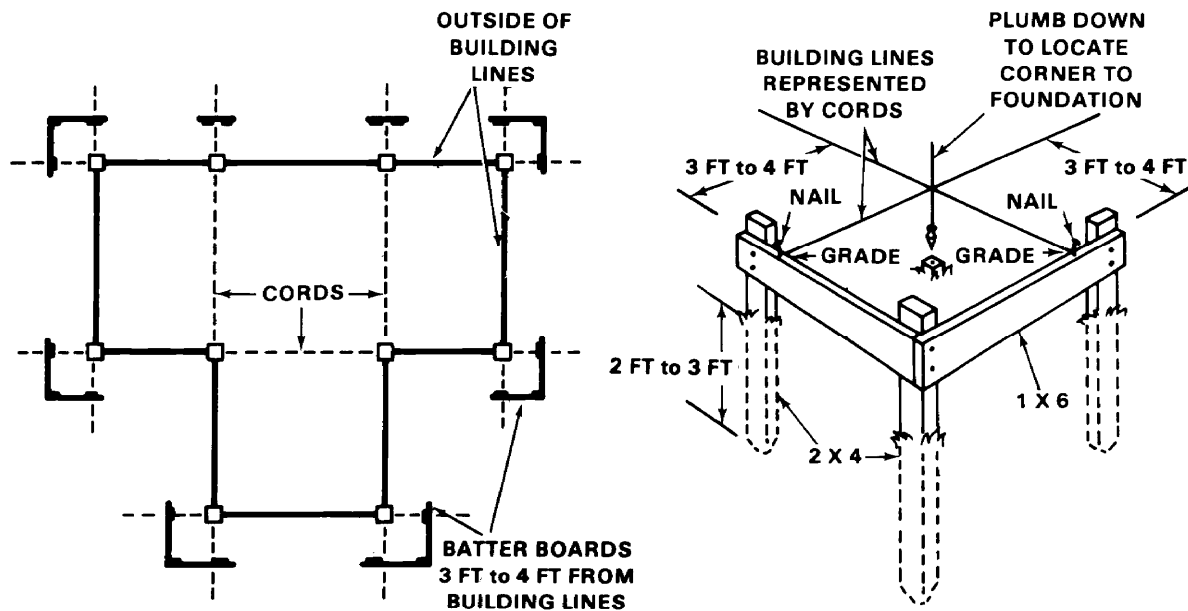 OUTSIDE OF
BUILDING
LINES
CORDS
BATTER BOARDS
3 FT to 4 FT FROM
BUILDING LINES
BUILDING LINES
REPRESENTED
BY CORDS
PLUMB DOWN
TO LOCATE
CORNER TO
FOUNDATION
3 FT to 4 FT
3 FT to 4 FT
NAIL
NAIL
GRADE
GRADE
2 FT to 3 FT
1 X 6
2 X 4